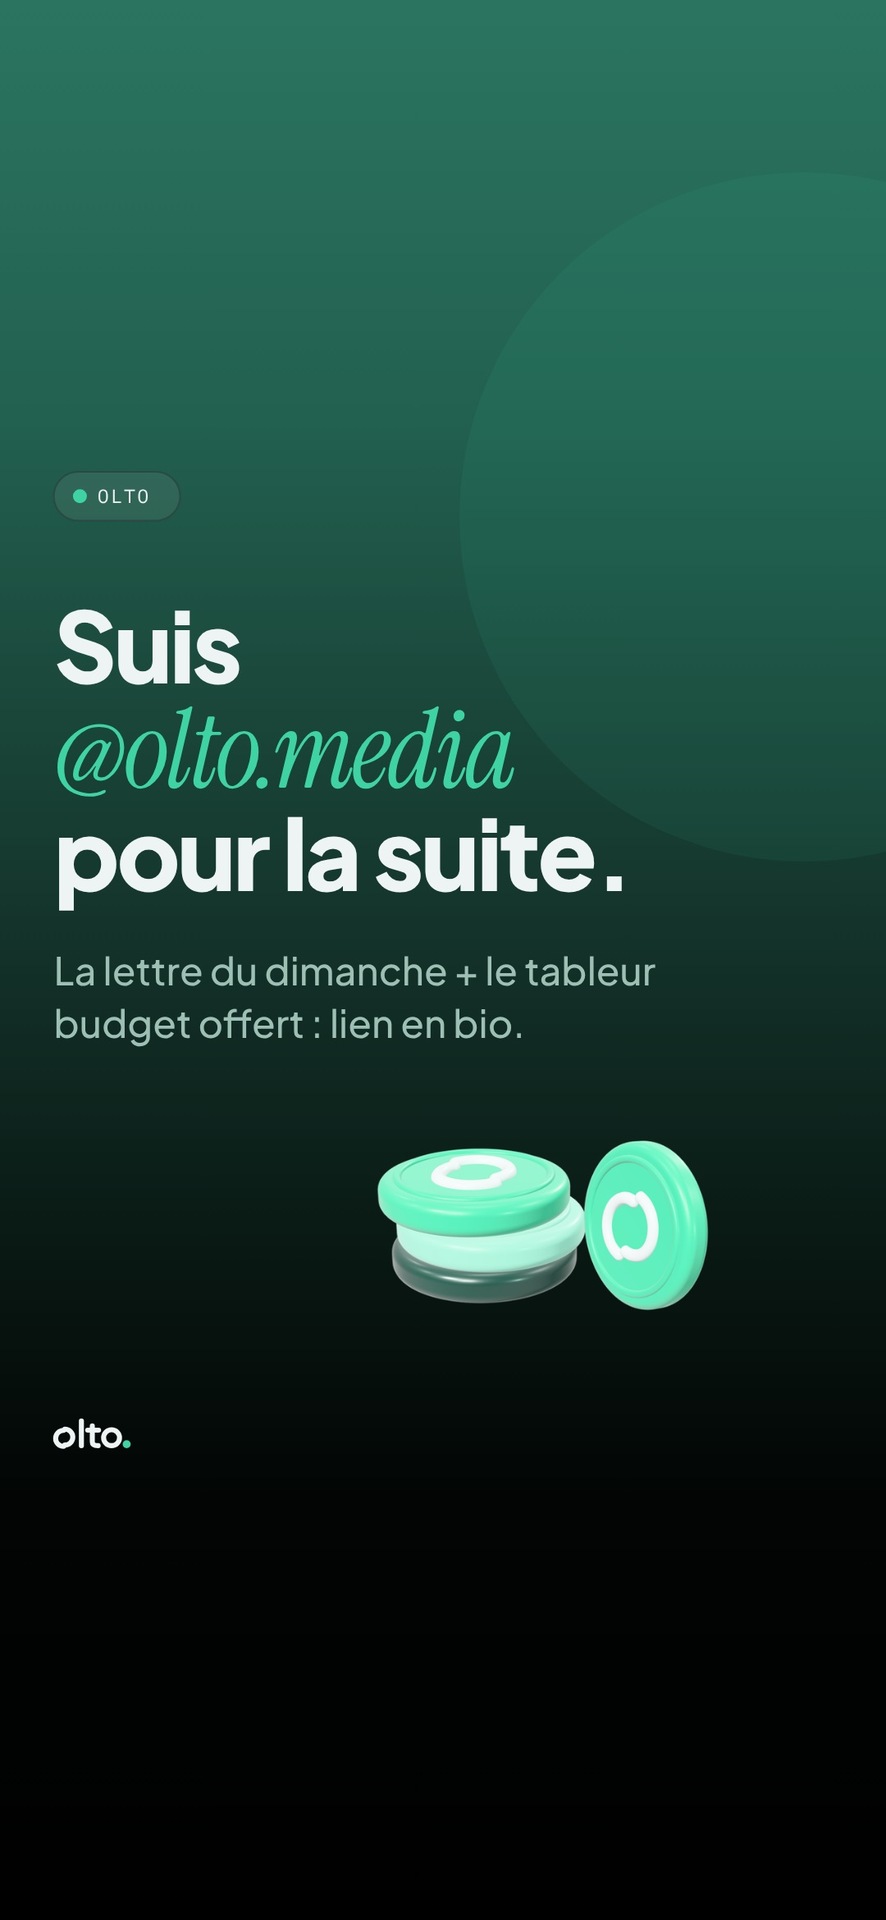 OLTO
Suis
@olto.media
pour la suite.
La lettre du dimanche + le tableur
budget offert : lien en bio.
olto.